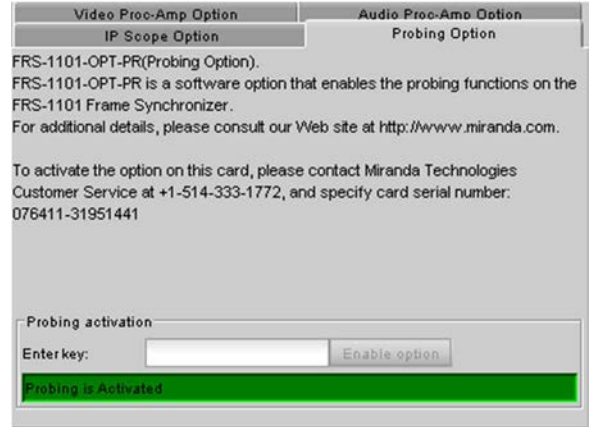 Video Proc-Amp Option
Audio Proc-Amp Option
IP Scope Option
Probing Option
FRS-1101-OPT-PR(Probing Option).
FRS-1101-OPT-PR is a software option that enables the probing functions on the
FRS-1101 Frame Synchronizer.
For additional details, please consult our Web site at http://www.miranda.com.
To activate the option on this card, please contact Miranda Technologies
Customer Service at +1-514-333-1772, and specify card serial number:
076411-31951441
Probing activation
Enter key:
Enable option
Probing is Activated